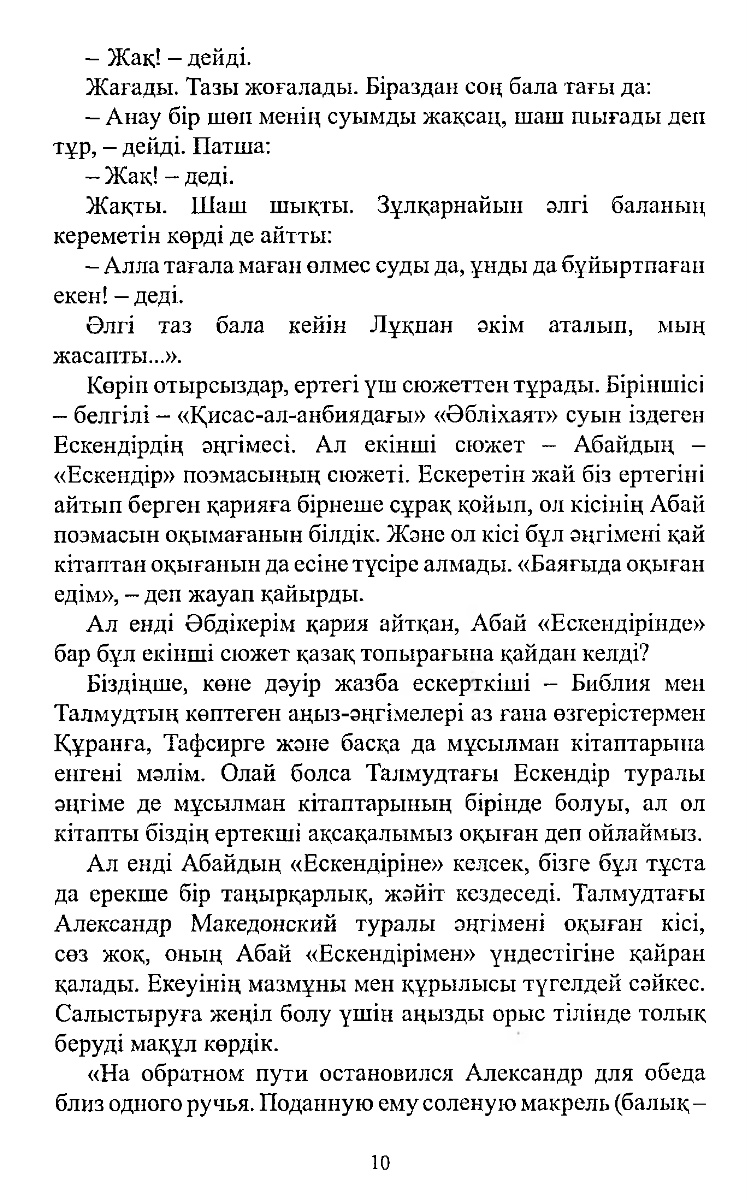 – Жақ! – дейді.
Жағады. Тазы жоғалады. Біраздан соң бала тағы да:
– Анау бір шөп менің суымды жақсаң, шаш шығады деп
тұр, – дейді. Патша:
– Жақ! – деді.
Жақты. Шаш шықты. Зұлқарнайын әлгі баланың
кереметін көрді де айтты:
– Алла тағала маған өлмес суды да, ұнды да бұйыртпаған
екен! – деді.
Әлгі таз бала кейін Лұқпан әкім аталып, мың
жасапты...».
Көріп отырсыздар, ертегі үш сюжеттен тұрады. Біріншісі
– белгілі – «Қисас-ал-анбиядағы» «Әбліхаят» суын іздеген
Ескендірдің әңгімесі. Ал екінші сюжет – Абайдың –
«Ескендір» поэмасының сюжеті. Ескеретін жай біз ертегіні
айтып берген қарияға бірнеше сұрақ қойып, ол кісінің Абай
поэмасын оқымағанын білдік. Және ол кісі бұл әңгімені қай
кітаптан оқығанын да есіне түсіре алмады. «Баяғыда оқыған
едім», – деп жауап қайырды.
Ал енді Әбдікерім қария айтқан, Абай «Ескендірінде»
бар бұл екінші сюжет қазақ топырағына қайдан келді?
Біздіңше, көне дәуір жазба ескерткіші – Библия мен
Талмудтың көптеген аңыз-әңгімелері аз ғана өзгерістермен
Құранға, Тафсирге және басқа да мұсылман кітаптарына
енгені мәлім. Олай болса Талмудтағы Ескендір туралы
әңгіме де мұсылман кітаптарының бірінде болуы, ал ол
кітапты біздің ертекші ақсақалымыз оқыған деп ойлаймыз.
Ал енді Абайдың «Ескендіріне» келсек, бізге бұл тұста
да ерекше бір таңырқарлық, жәйіт кездеседі. Талмудтағы
Александр Македонский туралы әңгімені оқыған кісі,
сөз жоқ, оның Абай «Ескендірімен» үндестігіне қайран
қалады. Екеуінің мазмұны мен құрылысы түгелдей сәйкес.
Салыстыруға жеңіл болу үшін аңызды орыс тілінде толық
беруді мақұл көрдік.
«На обратном пути остановился Александр для обеда
близ одного ручья. Поданную ему соленую макрель (балық –
10